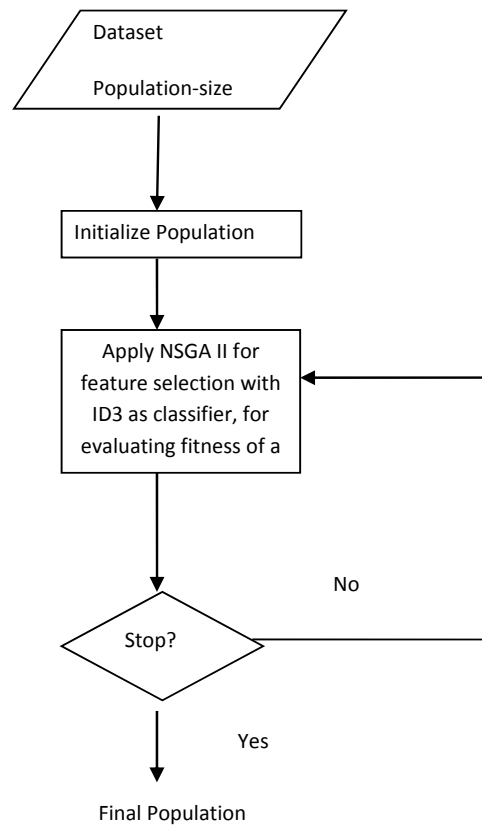 Dataset
Population-size
Initialize Population
Apply NSGA II for
feature selection with
ID3 as classifier, for
evaluating fitness of a
No
Stop?
Yes
Final Population